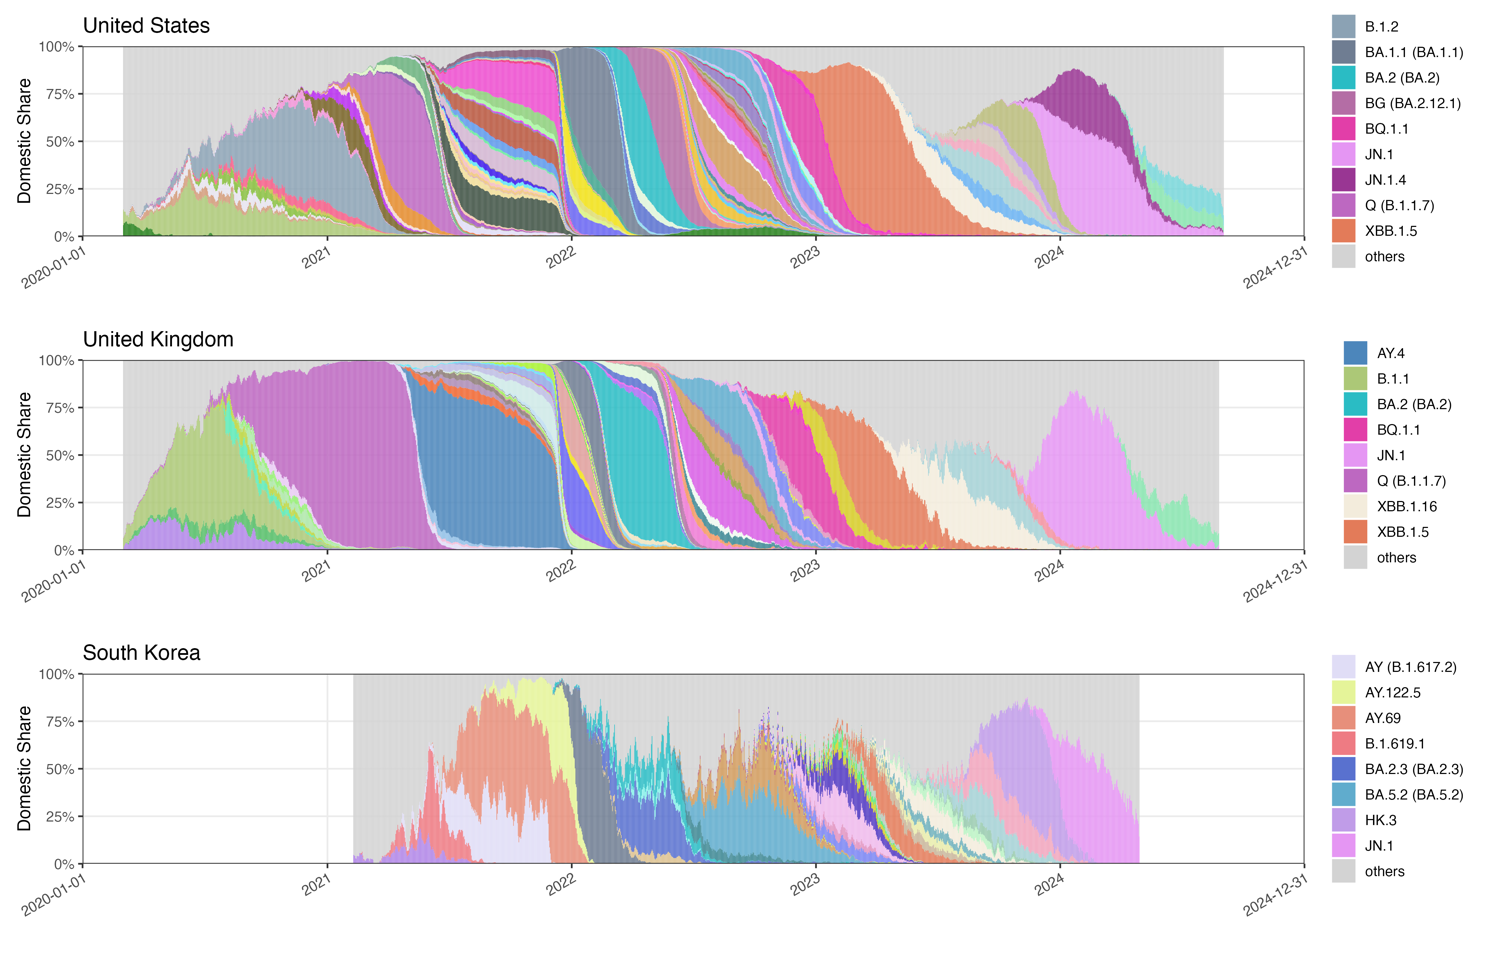 United States
Domestic Share
100%
75%
50%
25%
0%
2020-01-01
2021
2022
2023
2024
2024-12-31
B.1.2
BA.1.1 (BA.1.1)
BA.2 (BA.2)
BG (BA.2.12.1)
BQ.1.1
JN.1
JN.1.4
Q (B.1.1.7)
XBB.1.5
others
United Kingdom
Domestic Share
100%
75%
50%
25%
0%
2020-01-01
2021
2022
2023
2024
2024-12-31
AY.4
B.1.1
BA.2 (BA.2)
BQ.1.1
JN.1
Q (B.1.1.7)
XBB.1.16
XBB.1.5
others
South Korea
Domestic Share
100%
75%
50%
25%
0%
2020-01-01
2021
2022
2023
2024
2024-12-31
AY (B.1.617.2)
AY.122.5
AY.69
B.1.619.1
BA.2.3 (BA.2.3)
BA.5.2 (BA.5.2)
HK.3
JN.1
others